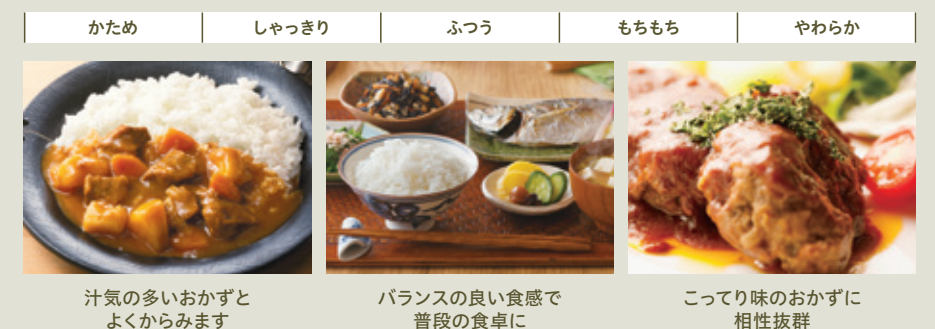 かため
しゃっきり
ふつう
もちもち
やわらか
汁気の多いおかずと
よくからみます
バランスの良い食感で
普段の食卓に
こってり味のおかずに
相性抜群